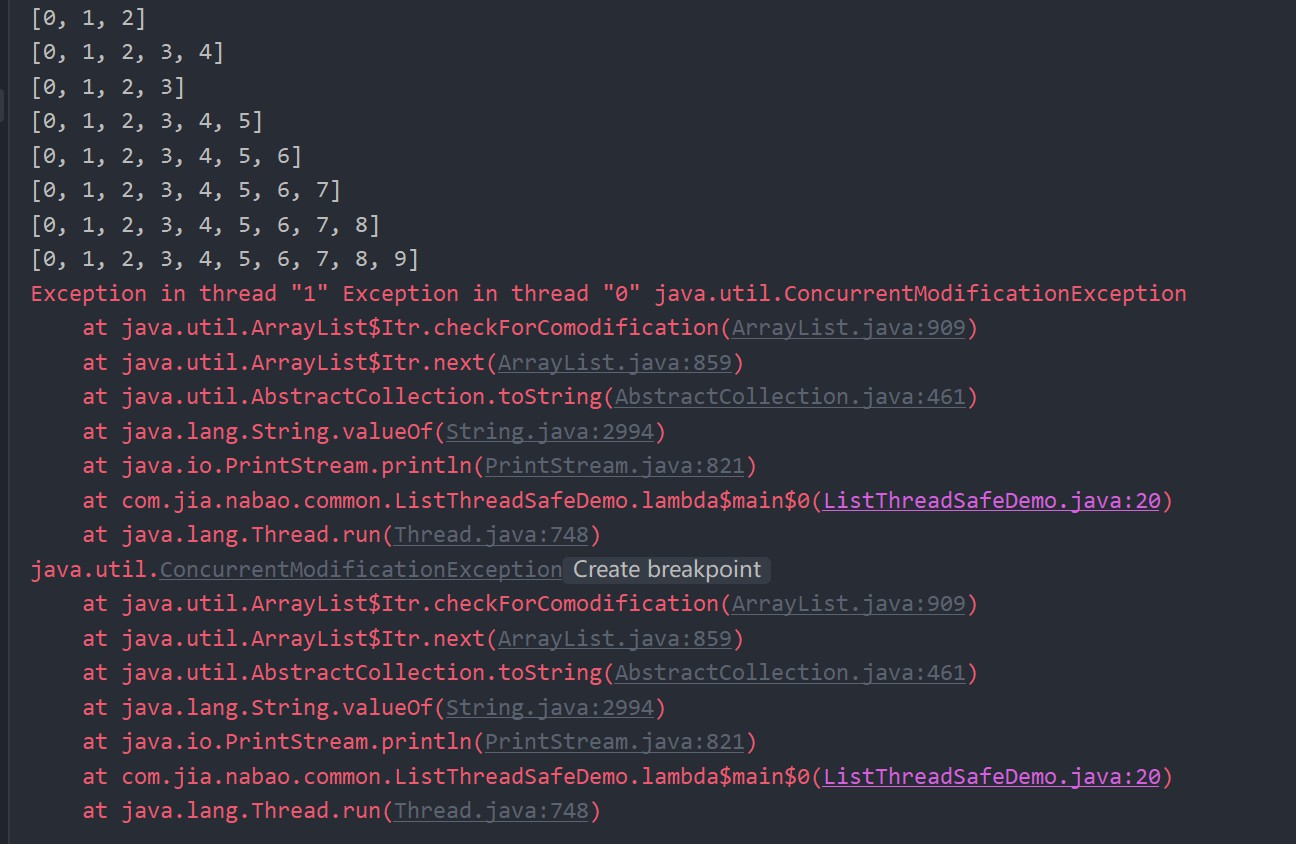 [0, 1, 2]
[0, 1, 2, 3, 4]
[0, 1, 2, 3]
[0, 1, 2, 3, 4, 5]
[0, 1, 2, 3, 4, 5, 6]
[0, 1, 2, 3, 4, 5, 6, 7]
[0, 1, 2, 3, 4, 5, 6, 7, 8]
[0, 1, 2, 3, 4, 5, 6, 7, 8, 9]
Exception in thread "1" Exception in thread "0" java.util.ConcurrentModificationException
    at java.util.ArrayList$Itr.checkForComodification(ArrayList.java:909)
    at java.util.ArrayList$Itr.next(ArrayList.java:859)
    at java.util.AbstractCollection.toString(AbstractCollection.java:461)
    at java.lang.String.valueOf(String.java:2994)
    at java.io.PrintStream.println(PrintStream.java:821)
    at com.jia.nabao.common.ListThreadSafeDemo.lambda$main$0(ListThreadSafeDemo.java:20)
    at java.lang.Thread.run(Thread.java:748)
java.util.ConcurrentModificationException Create breakpoint
    at java.util.ArrayList$Itr.checkForComodification(ArrayList.java:909)
    at java.util.ArrayList$Itr.next(ArrayList.java:859)
    at java.util.AbstractCollection.toString(AbstractCollection.java:461)
    at java.lang.String.valueOf(String.java:2994)
    at java.io.PrintStream.println(PrintStream.java:821)
    at com.jia.nabao.common.ListThreadSafeDemo.lambda$main$0(ListThreadSafeDemo.java:20)
    at java.lang.Thread.run(Thread.java:748)